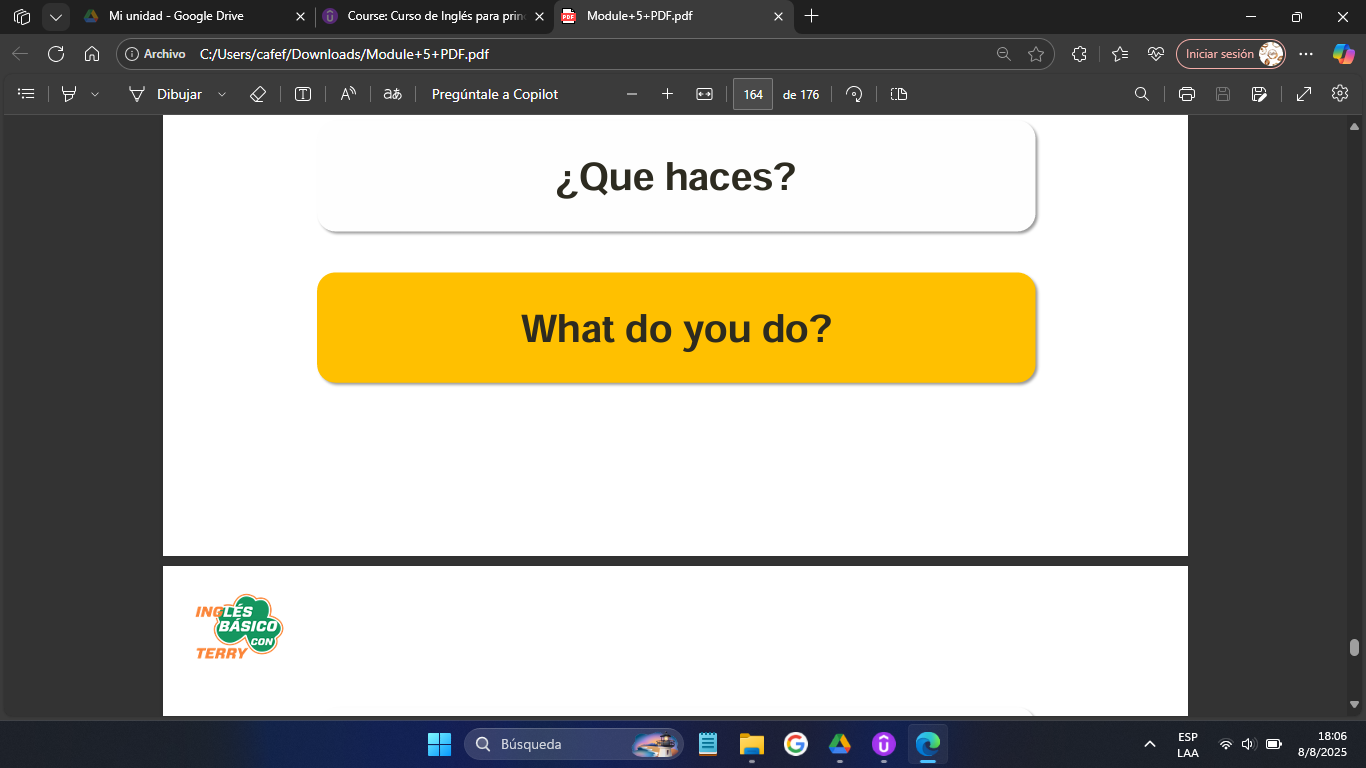 Mi unidad - Google Drive
Course: Curso de Inglés para prin
Module+5+PDF.pdf
Archivo
C:/Users/cafef/Downloads/Module+5+PDF.pdf
Iniciar sesión
Dibujar
Pregúntale a Copilot
164 de 176
¿Que haces?
What do you do?
INGLÉS
BÁSICO
CON
TERRY
Búsqueda
ESP
LAA
18:06
8/8/2025